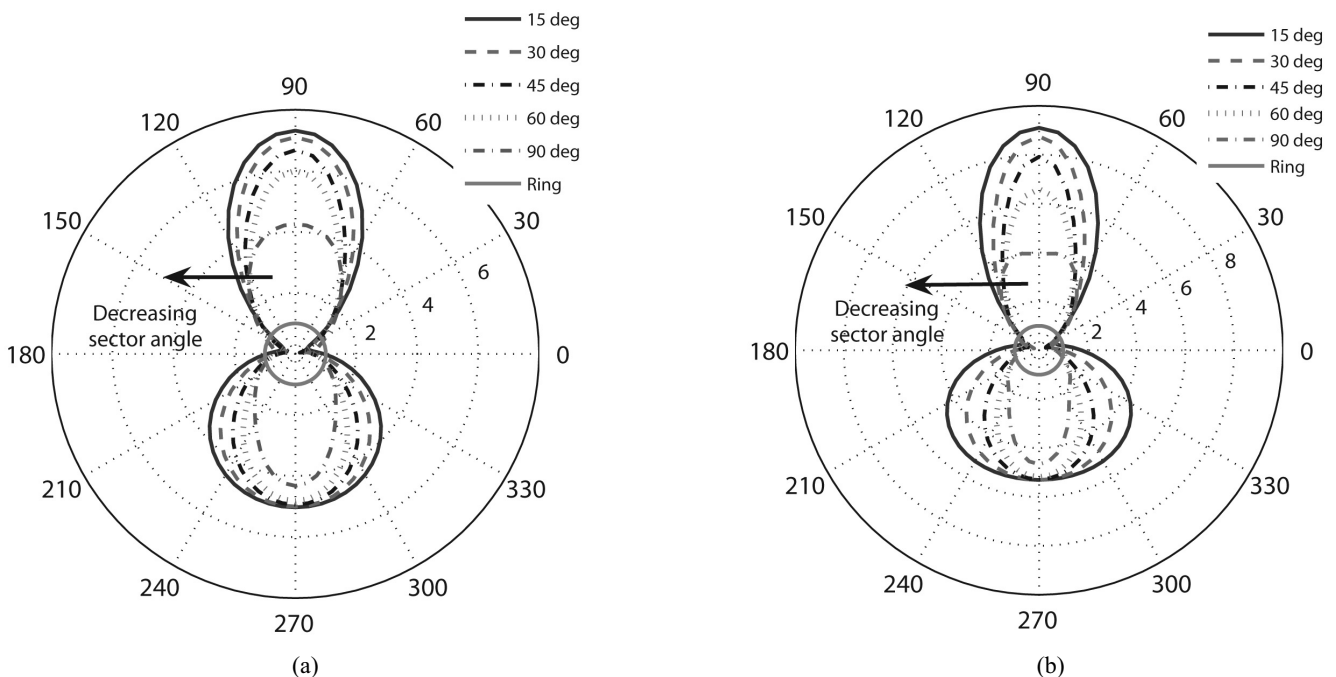 15 deg
30 deg
45 deg
60 deg
90 deg
Ring
90
120
60
150
30
6
4
2
Decreasing
sector angle
180
0
210
330
240
300
270
(a)
15 deg
30 deg
45 deg
60 deg
90 deg
Ring
90
120
60
150
30
8
6
4
2
Decreasing
sector angle
180
0
210
330
240
300
270
(b)